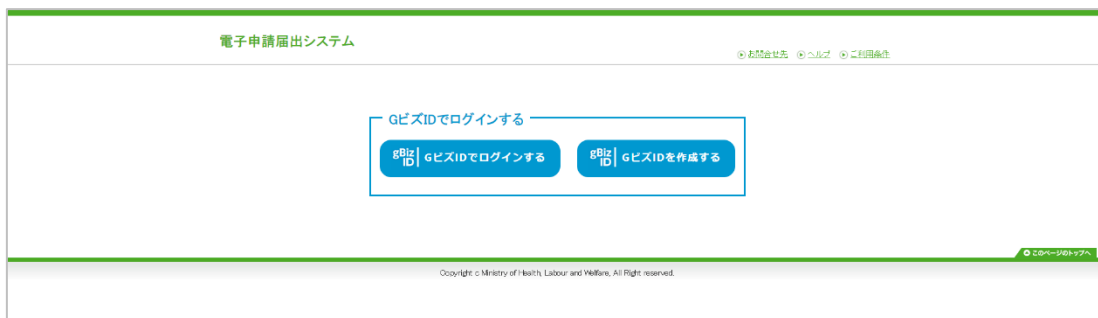 電子申請届出システム
お問合せ先 ヘルプ ご利用条件
GビズIDでログインする
gBiz ID GビズIDでログインする gBiz ID GビズIDを作成する
このページのトップへ
Copyright c Ministry of Health, Labour and Welfare, All Right reserved.